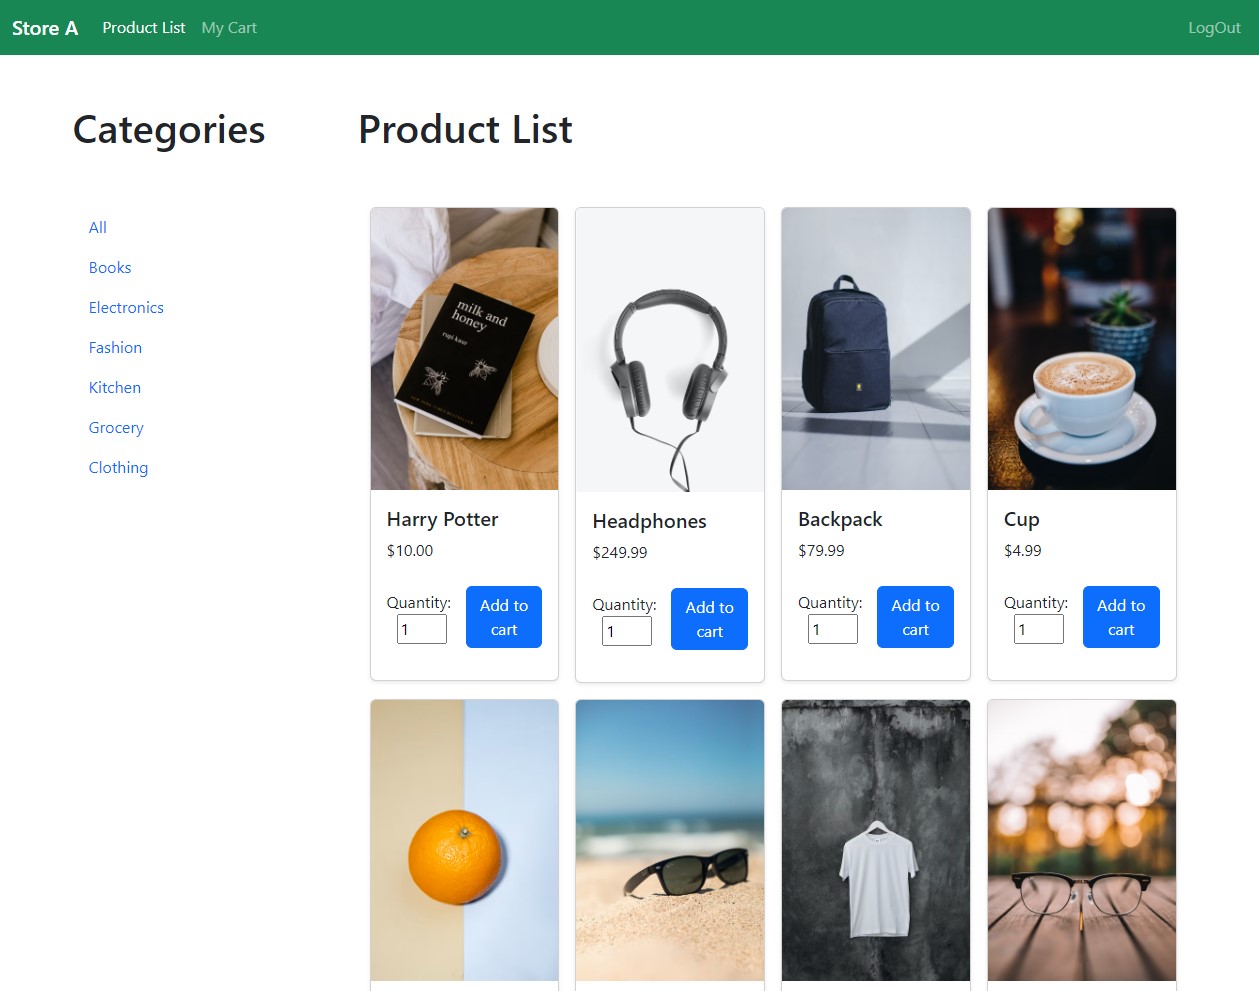 Store A Product List My Cart LogOut
Categories
Product List
All
Books
Electronics
Fashion
Kitchen
Grocery
Clothing
milk and
honey
rupi kaur
Harry Potter
$10.00
Quantity:
1
Add to
cart
Headphones
$249.99
Quantity:
1
Add to
cart
Backpack
$79.99
Quantity:
1
Add to
cart
Cup
$4.99
Quantity:
1
Add to
cart